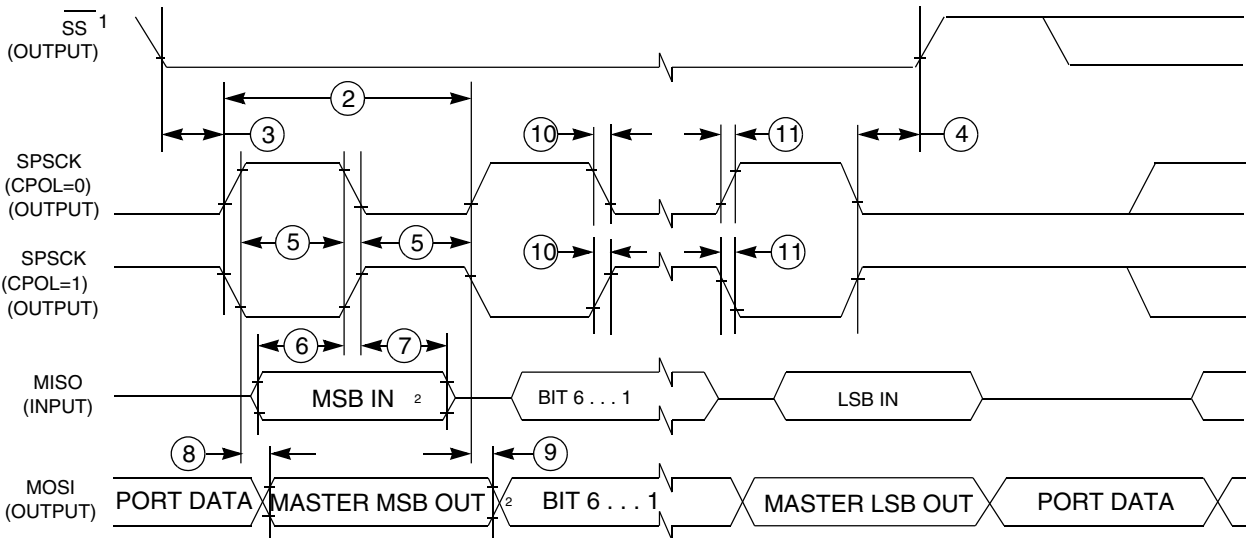 SS 1
(OUTPUT)
2
3
10
11
4
SPSCK
(CPOL=0)
(OUTPUT)
5
5
SPSCK
(CPOL=1)
(OUTPUT)
10
11
6
7
MISO
(INPUT)
MSB IN 2
BIT 6 . . . 1
LSB IN
8
9
MOSI
(OUTPUT)
PORT DATA
MASTER MSB OUT 2
BIT 6 . . . 1
MASTER LSB OUT
PORT DATA